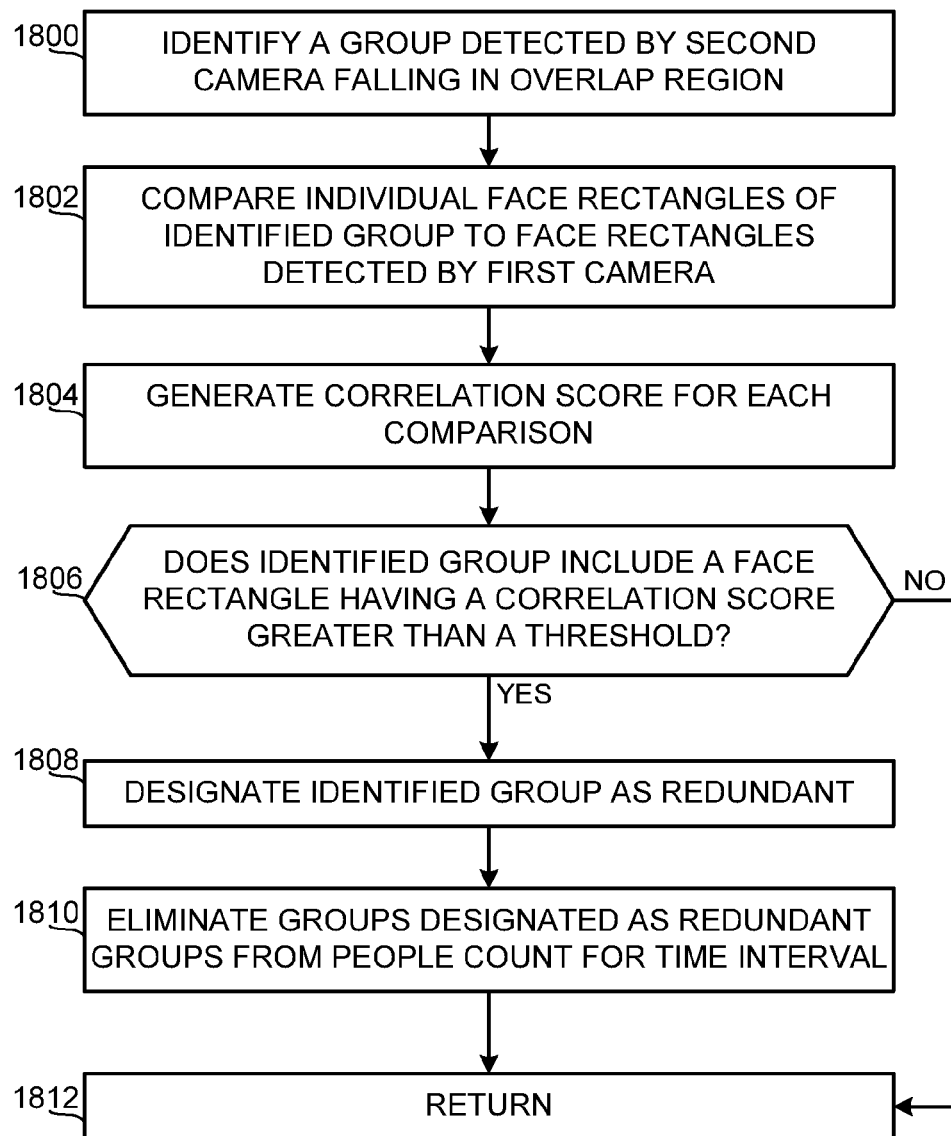 1800
IDENTIFY A GROUP DETECTED BY SECOND
CAMERA FALLING IN OVERLAP REGION
1802
COMPARE INDIVIDUAL FACE RECTANGLES OF
IDENTIFIED GROUP TO FACE RECTANGLES
DETECTED BY FIRST CAMERA
1804
GENERATE CORRELATION SCORE FOR EACH
COMPARISON
1806
DOES IDENTIFIED GROUP INCLUDE A FACE
RECTANGLE HAVING A CORRELATION SCORE
GREATER THAN A THRESHOLD?
NO
YES
1808
DESIGNATE IDENTIFIED GROUP AS REDUNDANT
1810
ELIMINATE GROUPS DESIGNATED AS REDUNDANT
GROUPS FROM PEOPLE COUNT FOR TIME INTERVAL
1812
RETURN